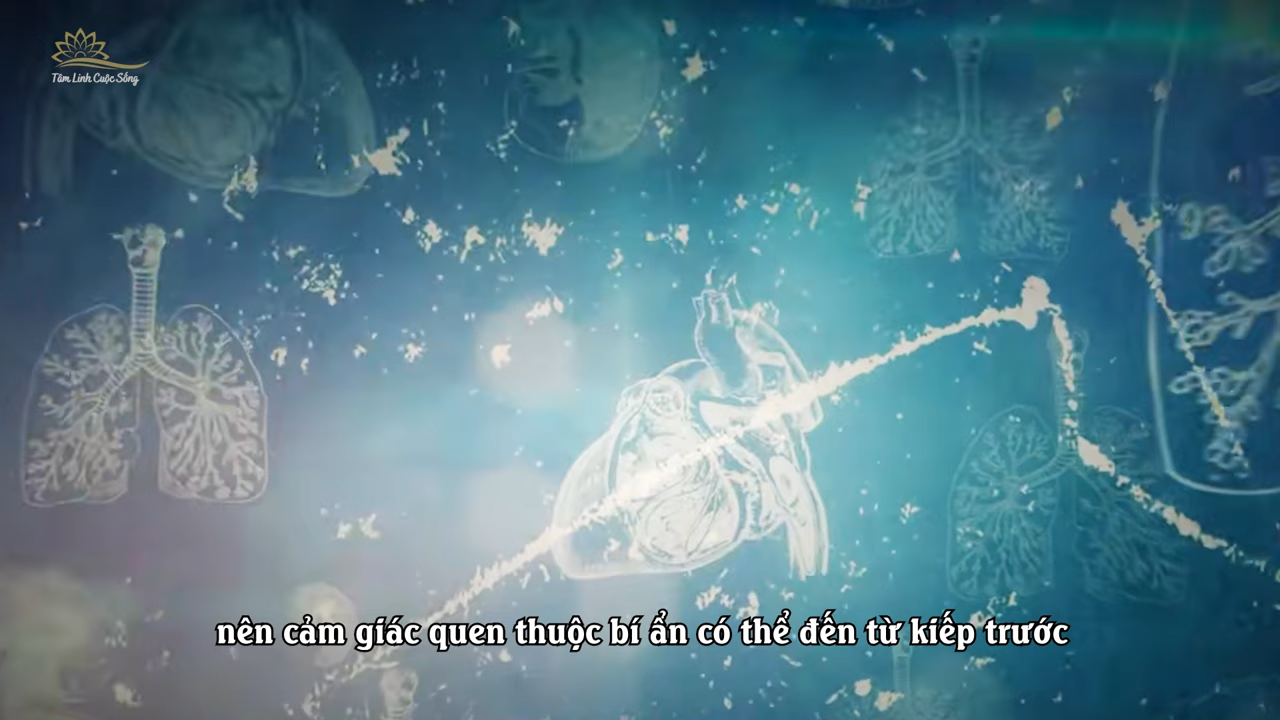 Tâm Linh Cuộc Sống
nên cảm giác quen thuộc bí ẩn có thể đến từ kiếp trước